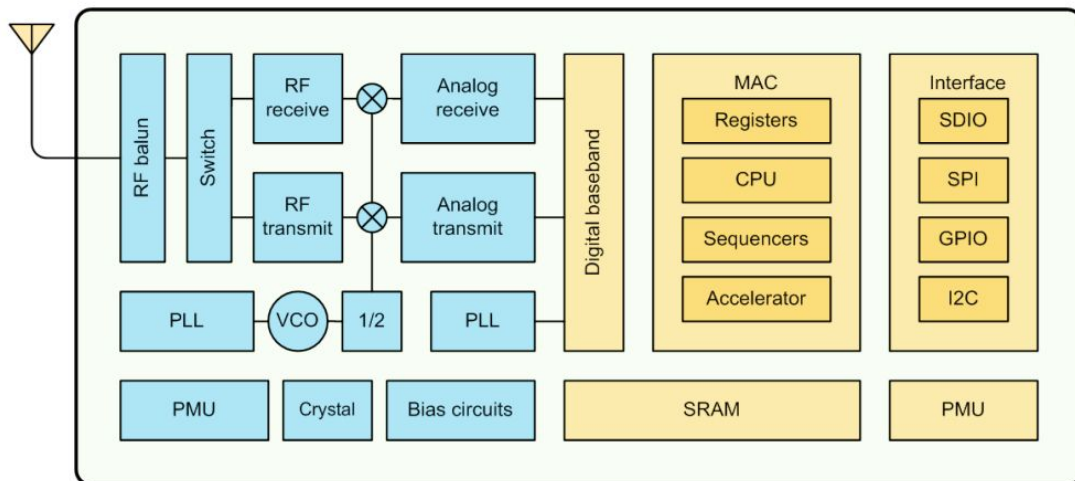 RF balun
Switch
RF
receive
Analog
receive
RF
transmit
Analog
transmit
PLL
VCO
1/2
PLL
Digital baseband
MAC
Registers
CPU
Sequencers
Accelerator
Interface
SDIO
SPI
GPIO
I2C
PMU
Crystal
Bias circuits
SRAM
PMU